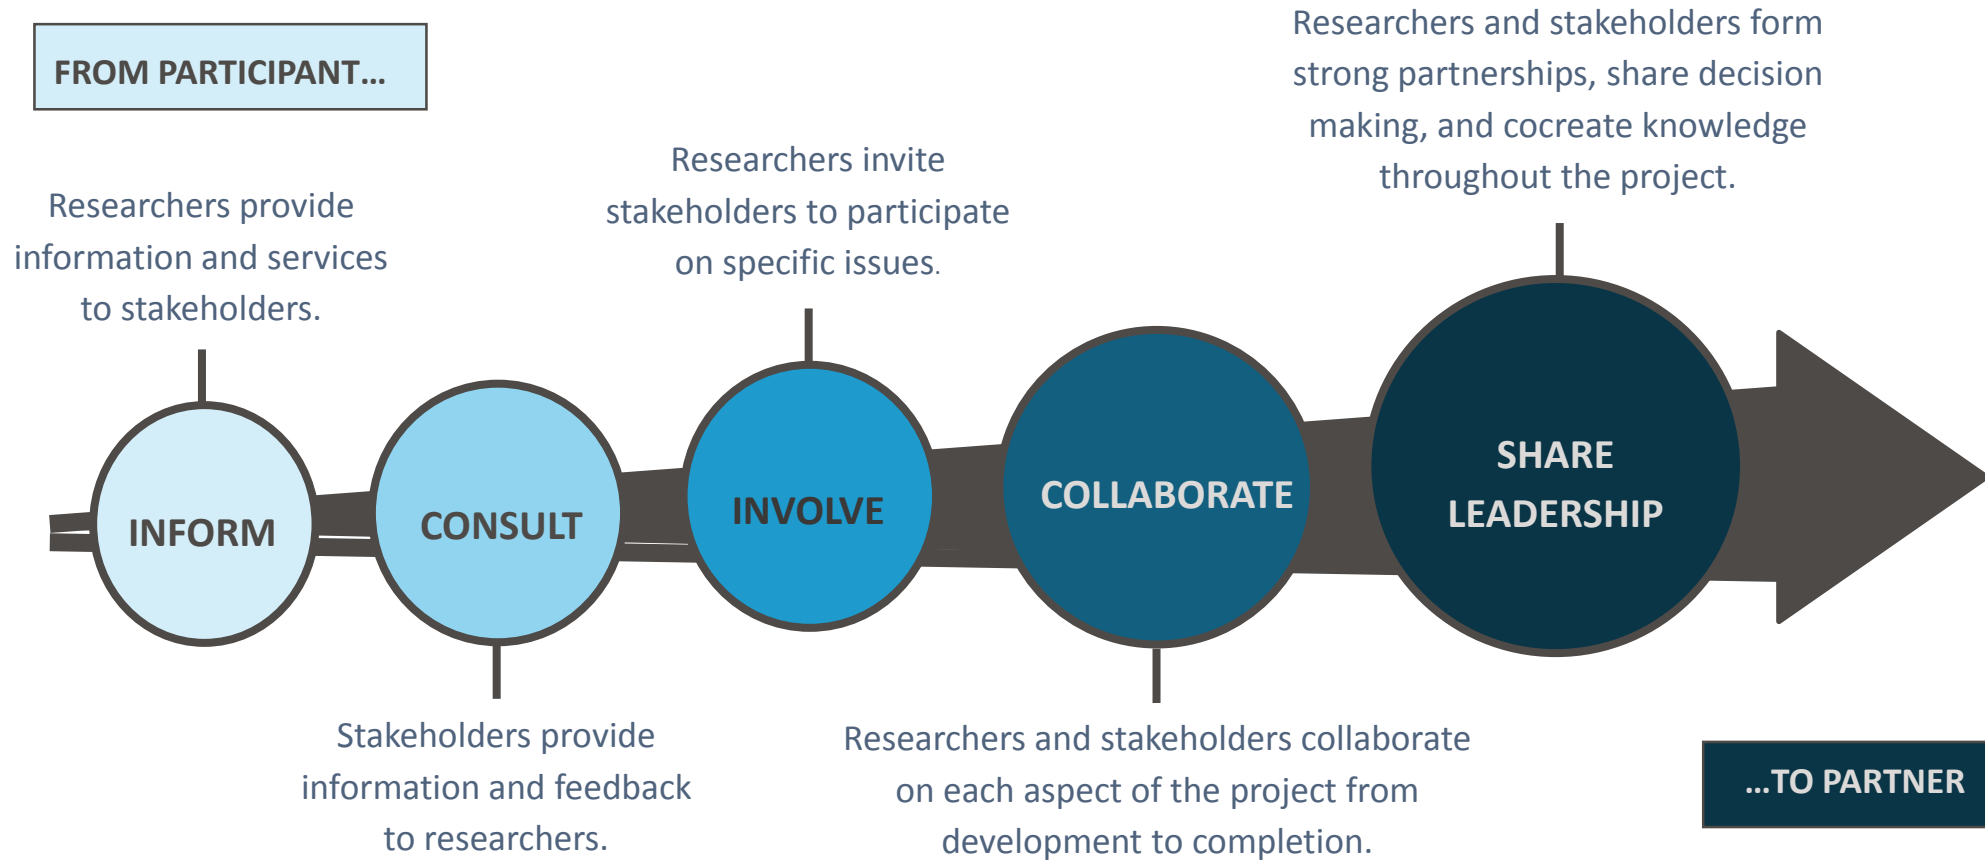 FROM PARTICIPANT...
Researchers provide
information and services
to stakeholders.
Researchers invite
stakeholders to participate
on specific issues.
Researchers and stakeholders form
strong partnerships, share decision
making, and cocreate knowledge
throughout the project.
INFORM
CONSULT
INVOLVE
COLLABORATE
SHARE
LEADERSHIP
Stakeholders provide
information and feedback
to researchers.
Researchers and stakeholders collaborate
on each aspect of the project from
development to completion.
...TO PARTNER